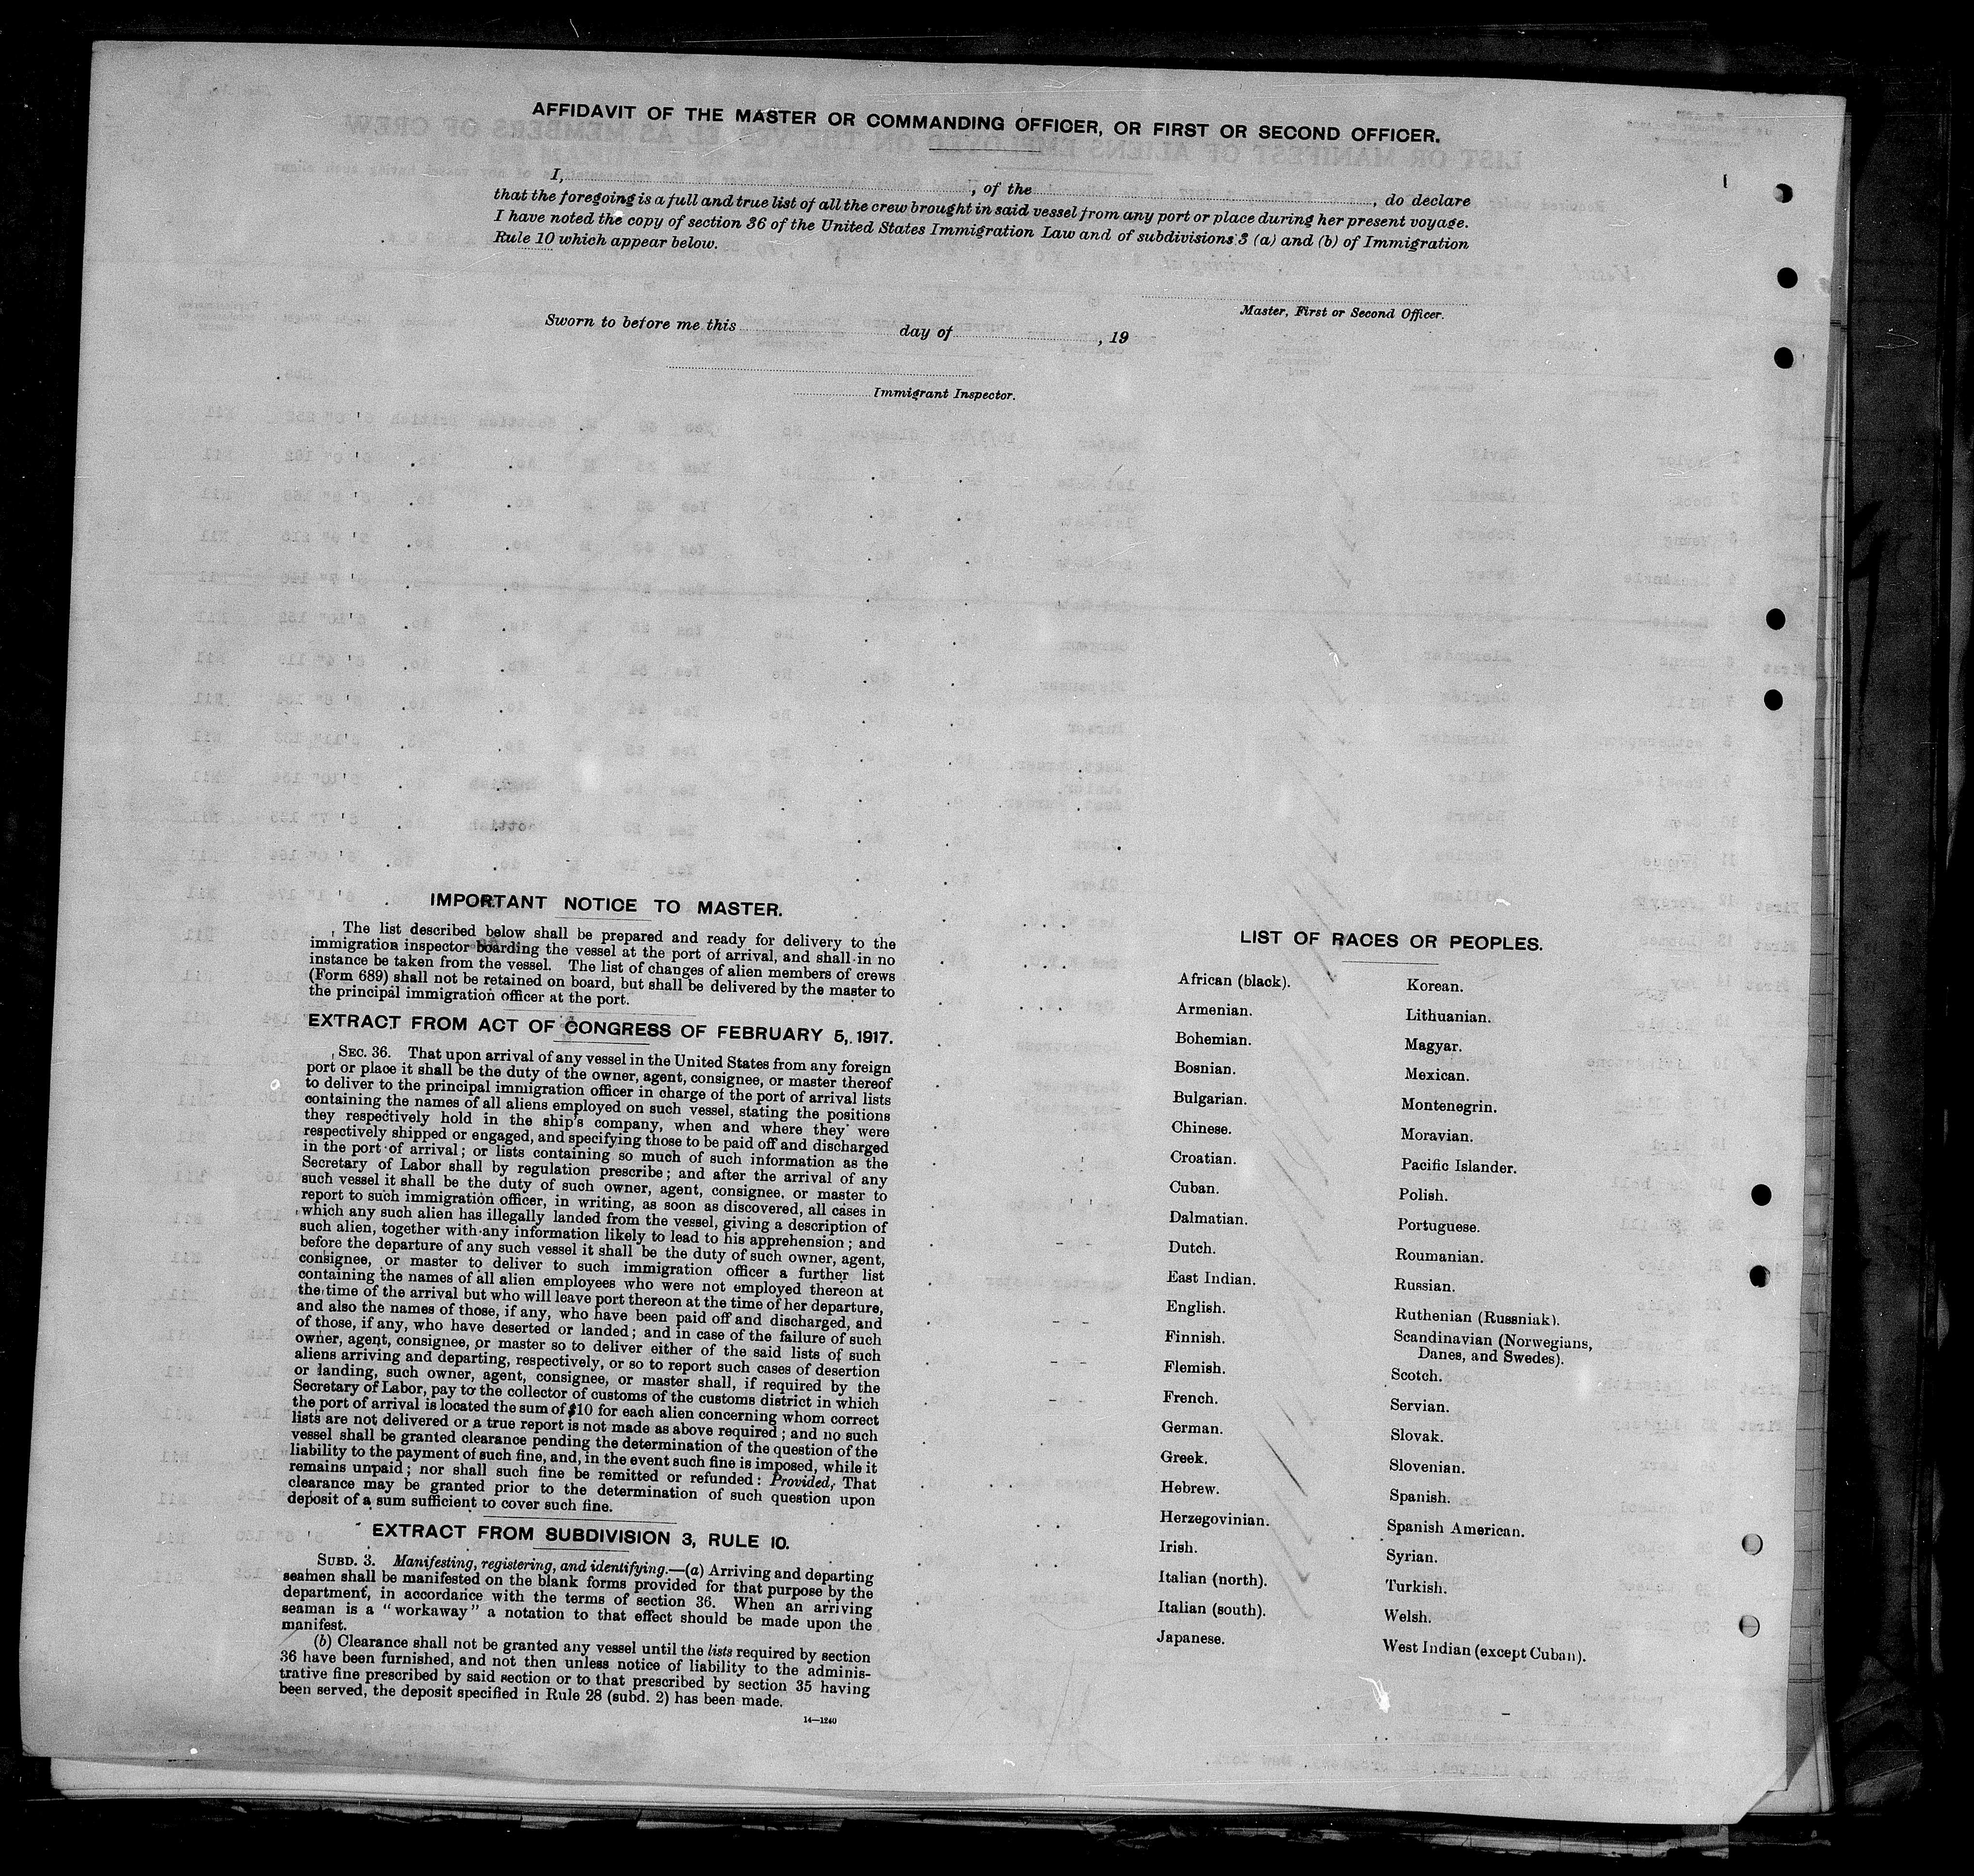 AFFIDAVIT OF THE MASTER OR COMMANDING OFFICER, OR FIRST OR SECOND OFFICER.
I, , of the , do declare
that the foregoing is a full and true list of all the crew brought in said vessel from any port or place during her present voyage.
I have noted the copy of section 36 of the United States Immigration Law and of subdivisions 3 (a) and (b) of Immigration
Rule 10 which appear below.
Master, First or Second Officer.
Sworn to before me this day of , 19
Immigrant Inspector.
IMPORTANT NOTICE TO MASTER.
The list described below shall be prepared and ready for delivery to the
immigration inspector boarding the vessel at the port of arrival, and shall in no
instance be taken from the vessel. The list of changes of alien members of crews
(Form 689) shall not be retained on board, but shall be delivered by the master to
the principal immigration officer at the port.
EXTRACT FROM ACT OF CONGRESS OF FEBRUARY 5, 1917.
SEC. 36. That upon arrival of any vessel in the United States from any foreign
port or place it shall be the duty of the owner, agent, consignee, or master thereof
to deliver to the principal immigration officer in charge of the port of arrival lists
containing the names of all aliens employed on such vessel, stating the positions
they respectively hold in the ship's company, when and where they were
respectively shipped or engaged, and specifying those to be paid off and discharged
in the port of arrival; or lists containing so much of such information as the
Secretary of Labor shall by regulation prescribe; and after the arrival of any
such vessel it shall be the duty of such owner, agent, consignee, or master to
report to such immigration officer, in writing, as soon as discovered, all cases in
which any such alien has illegally landed from the vessel, giving a description of
such alien, together with any information likely to lead to his apprehension; and
before the departure of any such vessel it shall be the duty of such owner, agent,
consignee, or master to deliver to such immigration officer a further list
containing the names of all alien employees who were not employed thereon at
the time of the arrival but who will leave port thereon at the time of her departure,
and also the names of those, if any, who have been paid off and discharged, and
of those, if any, who have deserted or landed; and in case of the failure of such
owner, agent, consignee, or master so to deliver either of the said lists of such
aliens arriving and departing, respectively, or so to report such cases of desertion
or landing, such owner, agent, consignee, or master shall, if required by the
Secretary of Labor, pay to the collector of customs of the customs district in which
the port of arrival is located the sum of $10 for each alien concerning whom correct
lists are not delivered or a true report is not made as above required; and no such
vessel shall be granted clearance pending the determination of the question of the
liability to the payment of such fine, and, in the event such fine is imposed, while it
remains unpaid; nor shall such fine be remitted or refunded: Provided, That
clearance may be granted prior to the determination of such question upon
deposit of a sum sufficient to cover such fine.
EXTRACT FROM SUBDIVISION 3, RULE 10.
SUBD. 3. Manifesting, registering, and identifying.—(a) Arriving and departing
seamen shall be manifested on the blank forms provided for that purpose by the
department, in accordance with the terms of section 36. When an arriving
seaman is a "workaway" a notation to that effect should be made upon the
manifest.
(b) Clearance shall not be granted any vessel until the lists required by section
36 have been furnished, and not then unless notice of liability to the adminis-
trative fine prescribed by said section or to that prescribed by section 35 having
been served, the deposit specified in Rule 28 (subd. 2) has been made.
14—1240
LIST OF RACES OR PEOPLES.
African (black).
Armenian.
Bohemian.
Bosnian.
Bulgarian.
Chinese.
Croatian.
Cuban.
Dalmatian.
Dutch.
East Indian.
English.
Finnish.
Flemish.
French.
German.
Greek.
Hebrew.
Herzegovinian.
Irish.
Italian (north).
Italian (south).
Japanese.
Korean.
Lithuanian.
Magyar.
Mexican.
Montenegrin.
Moravian.
Pacific Islander.
Polish.
Portuguese.
Roumanian.
Russian.
Ruthenian (Russniak).
Scandinavian (Norwegians,
Danes, and Swedes).
Scotch.
Servian.
Slovak.
Slovenian.
Spanish.
Spanish American.
Syrian.
Turkish.
Welsh.
West Indian (except Cuban).